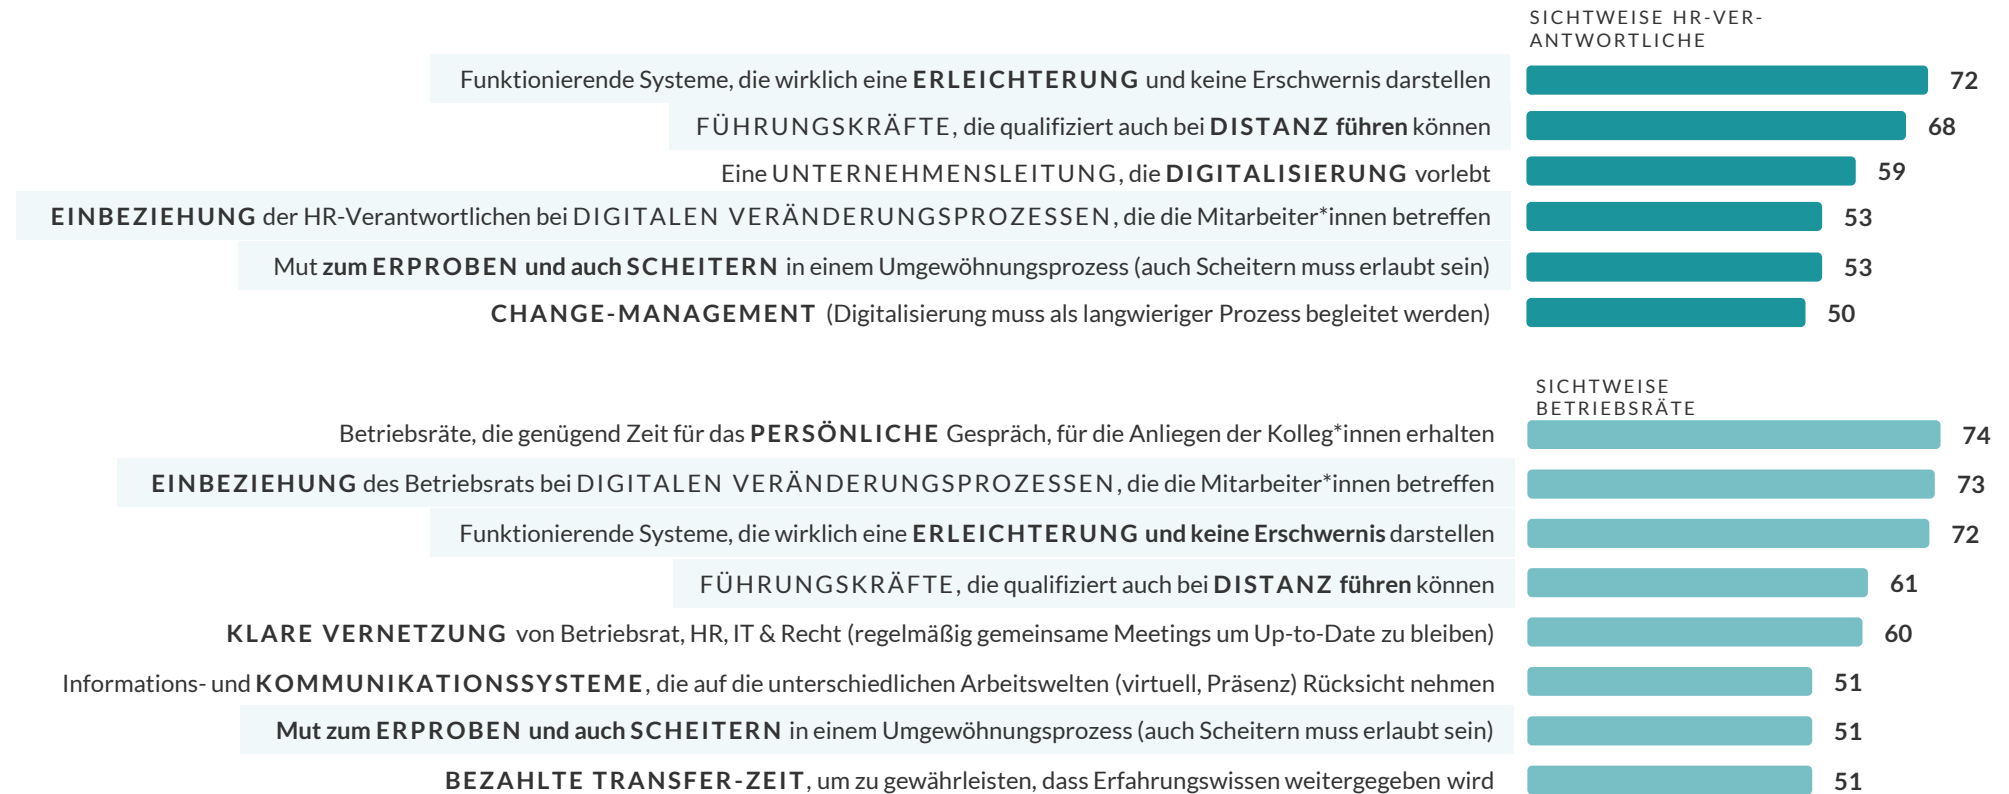 SICHTWEISE HR-VER-
ANTWORTLICHE
Funktionierende Systeme, die wirklich eine ERLEICHTERUNG und keine Erschwernis darstellen 72
FÜHRUNGSKRÄFTE, die qualifiziert auch bei DISTANZ führen können 68
Eine UNTERNEHMENSLEITUNG, die DIGITALISIERUNG vorlebt 59
EINBEZIEHUNG der HR-Verantwortlichen bei DIGITALEN VERÄNDERUNGSPROZESSEN, die die Mitarbeiter*innen betreffen 53
Mut zum ERPROBEN und auch SCHEITERN in einem Umgewöhnungsprozess (auch Scheitern muss erlaubt sein) 53
CHANGE-MANAGEMENT (Digitalisierung muss als langwieriger Prozess begleitet werden) 50
SICHTWEISE
BETRIEBSRÄTE
Betriebsräte, die genügend Zeit für das PERSÖNLICHE Gespräch, für die Anliegen der Kolleg*innen erhalten 74
EINBEZIEHUNG des Betriebsrats bei DIGITALEN VERÄNDERUNGSPROZESSEN, die die Mitarbeiter*innen betreffen 73
Funktionierende Systeme, die wirklich eine ERLEICHTERUNG und keine Erschwernis darstellen 72
FÜHRUNGSKRÄFTE, die qualifiziert auch bei DISTANZ führen können 61
KLARE VERNETZUNG von Betriebsrat, HR, IT & Recht (regelmäßig gemeinsame Meetings um Up-to-Date zu bleiben) 60
Informations- und KOMMUNIKATIONSSYSTEME, die auf die unterschiedlichen Arbeitswelten (virtuell, Präsenz) Rücksicht nehmen 51
Mut zum ERPROBEN und auch SCHEITERN in einem Umgewöhnungsprozess (auch Scheitern muss erlaubt sein) 51
BEZAHLTE TRANSFER-ZEIT, um zu gewährleisten, dass Erfahrungswissen weitergegeben wird 51